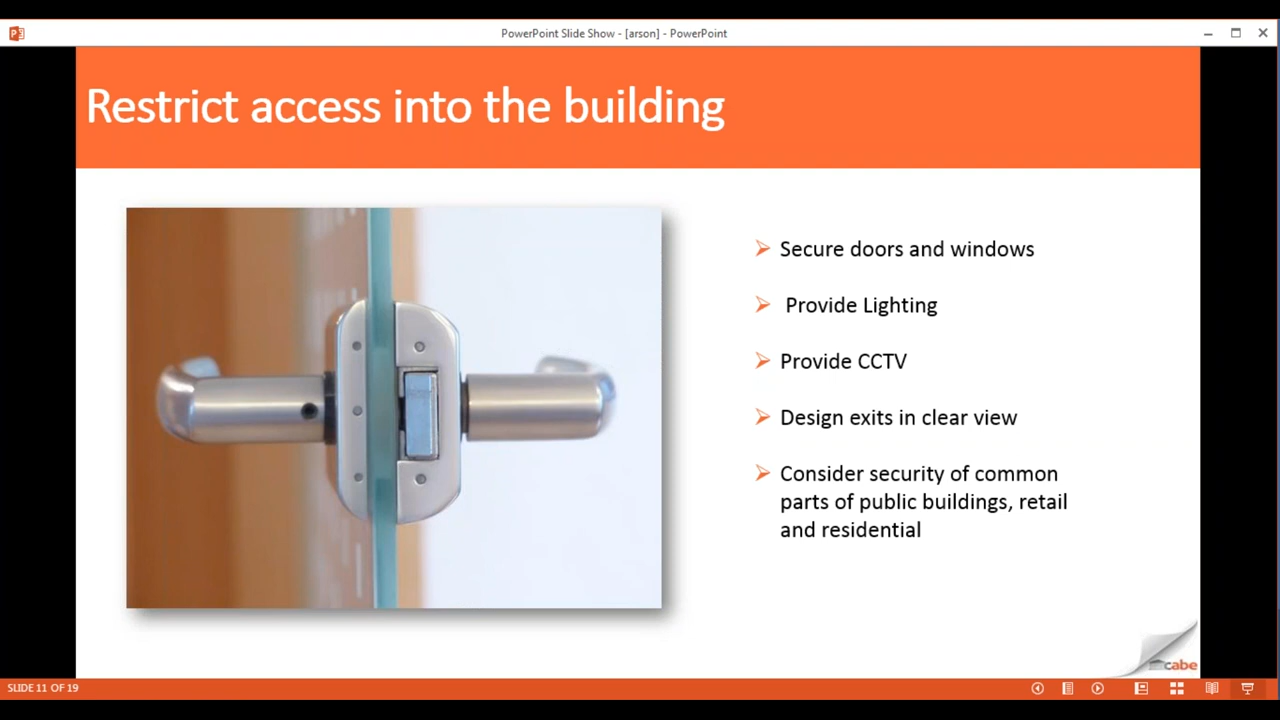 PowerPoint Slide Show - [arson] - PowerPoint
Restrict access into the building
Secure doors and windows
Provide Lighting
Provide CCTV
Design exits in clear view
Consider security of common
parts of public buildings, retail
and residential
cabe
SLIDE 11 OF 19